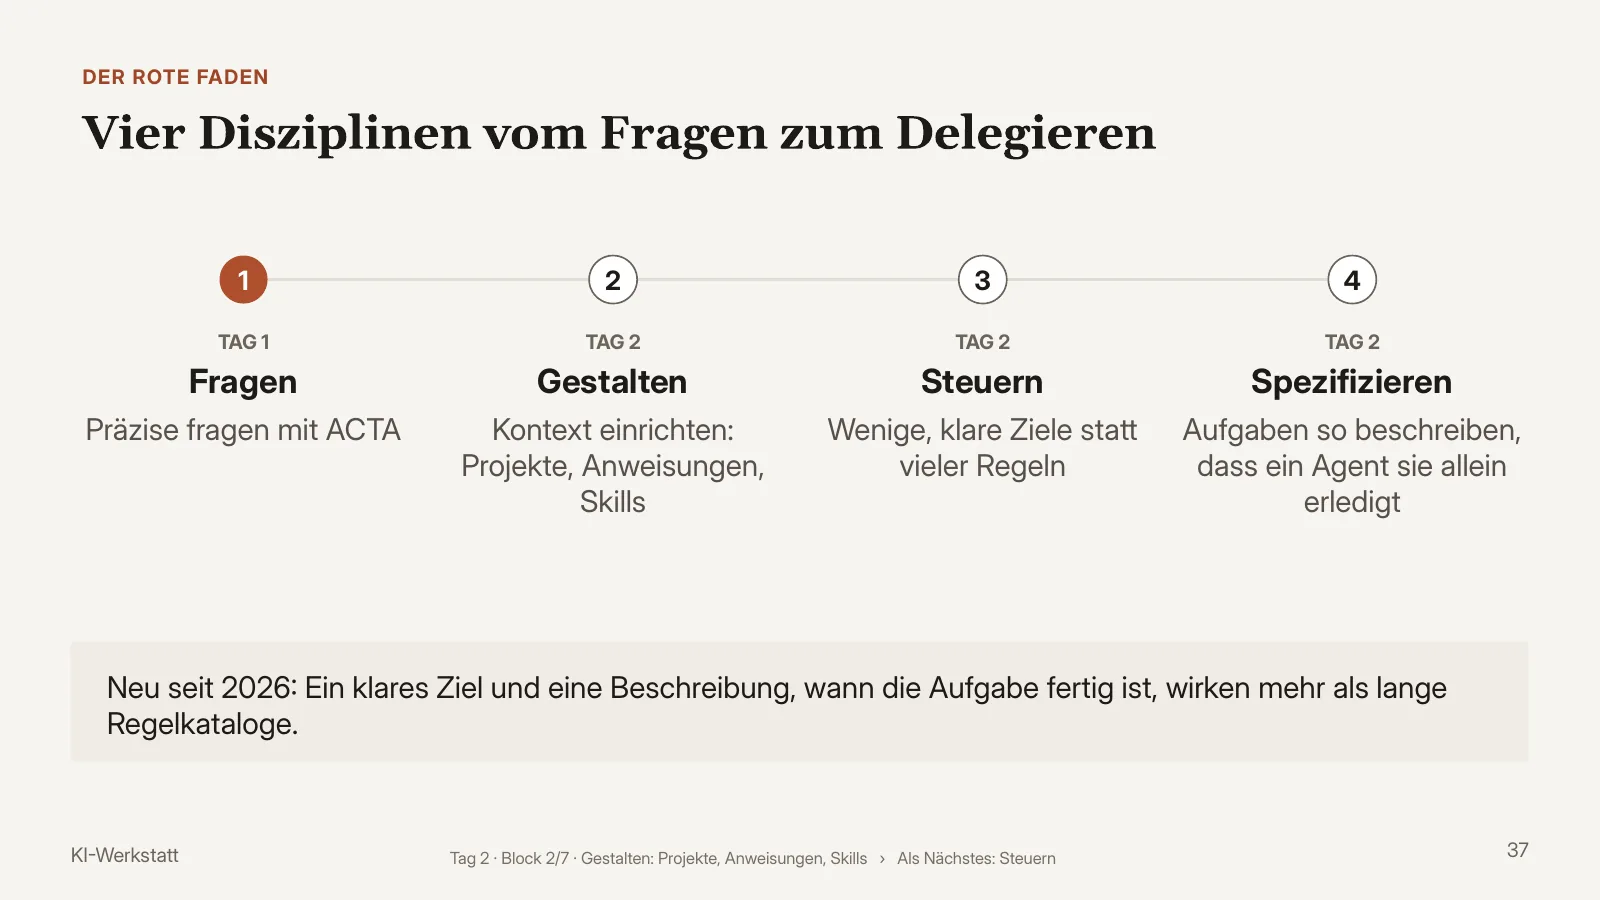 DER ROTE FADEN
Vier Disziplinen vom Fragen zum Delegieren
1
TAG 1
Fragen
Präzise fragen mit ACTA
2
TAG 2
Gestalten
Kontext einrichten:
Projekte, Anweisungen,
Skills
3
TAG 2
Steuern
Wenige, klare Ziele statt
vieler Regeln
4
TAG 2
Spezifizieren
Aufgaben so beschreiben,
dass ein Agent sie allein
erledigt
Neu seit 2026: Ein klares Ziel und eine Beschreibung, wann die Aufgabe fertig ist, wirken mehr als lange
Regelkataloge.
KI-Werkstatt
Tag 2 · Block 2/7 · Gestalten: Projekte, Anweisungen, Skills › Als Nächstes: Steuern
37